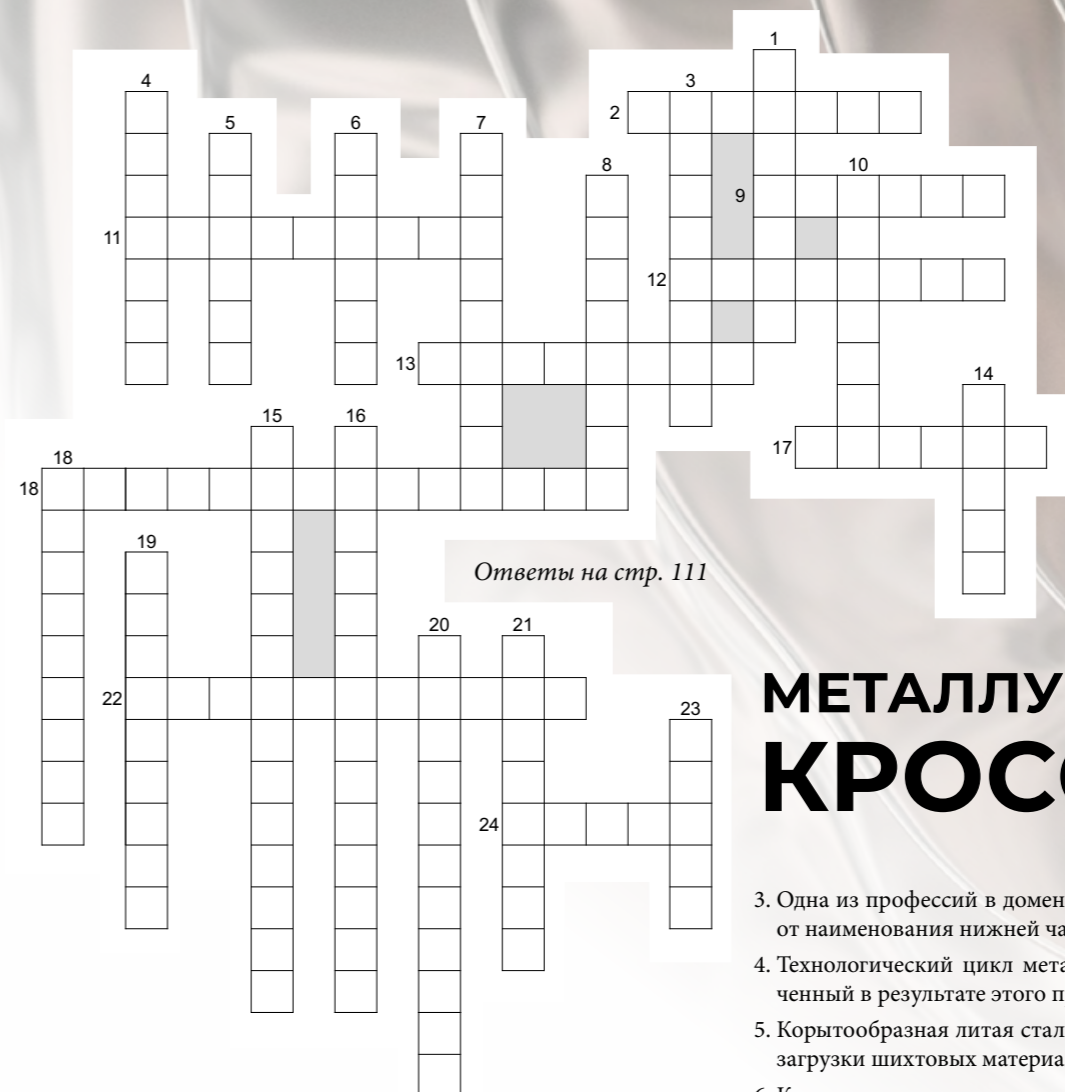 1
4
3
2
5
6
7
8
10
9
11
12
13
14
15
16
17
18
18
19
Ответы на стр. 111
20
21
22
23
МЕТАЛЛУ
24
КРОСС
3. Одна из профессий в домен
от наименования нижней ча
4. Технологический цикл мета
ченный в результате этого п
5. Корытообразная литая стал
загрузки шихтовых материа